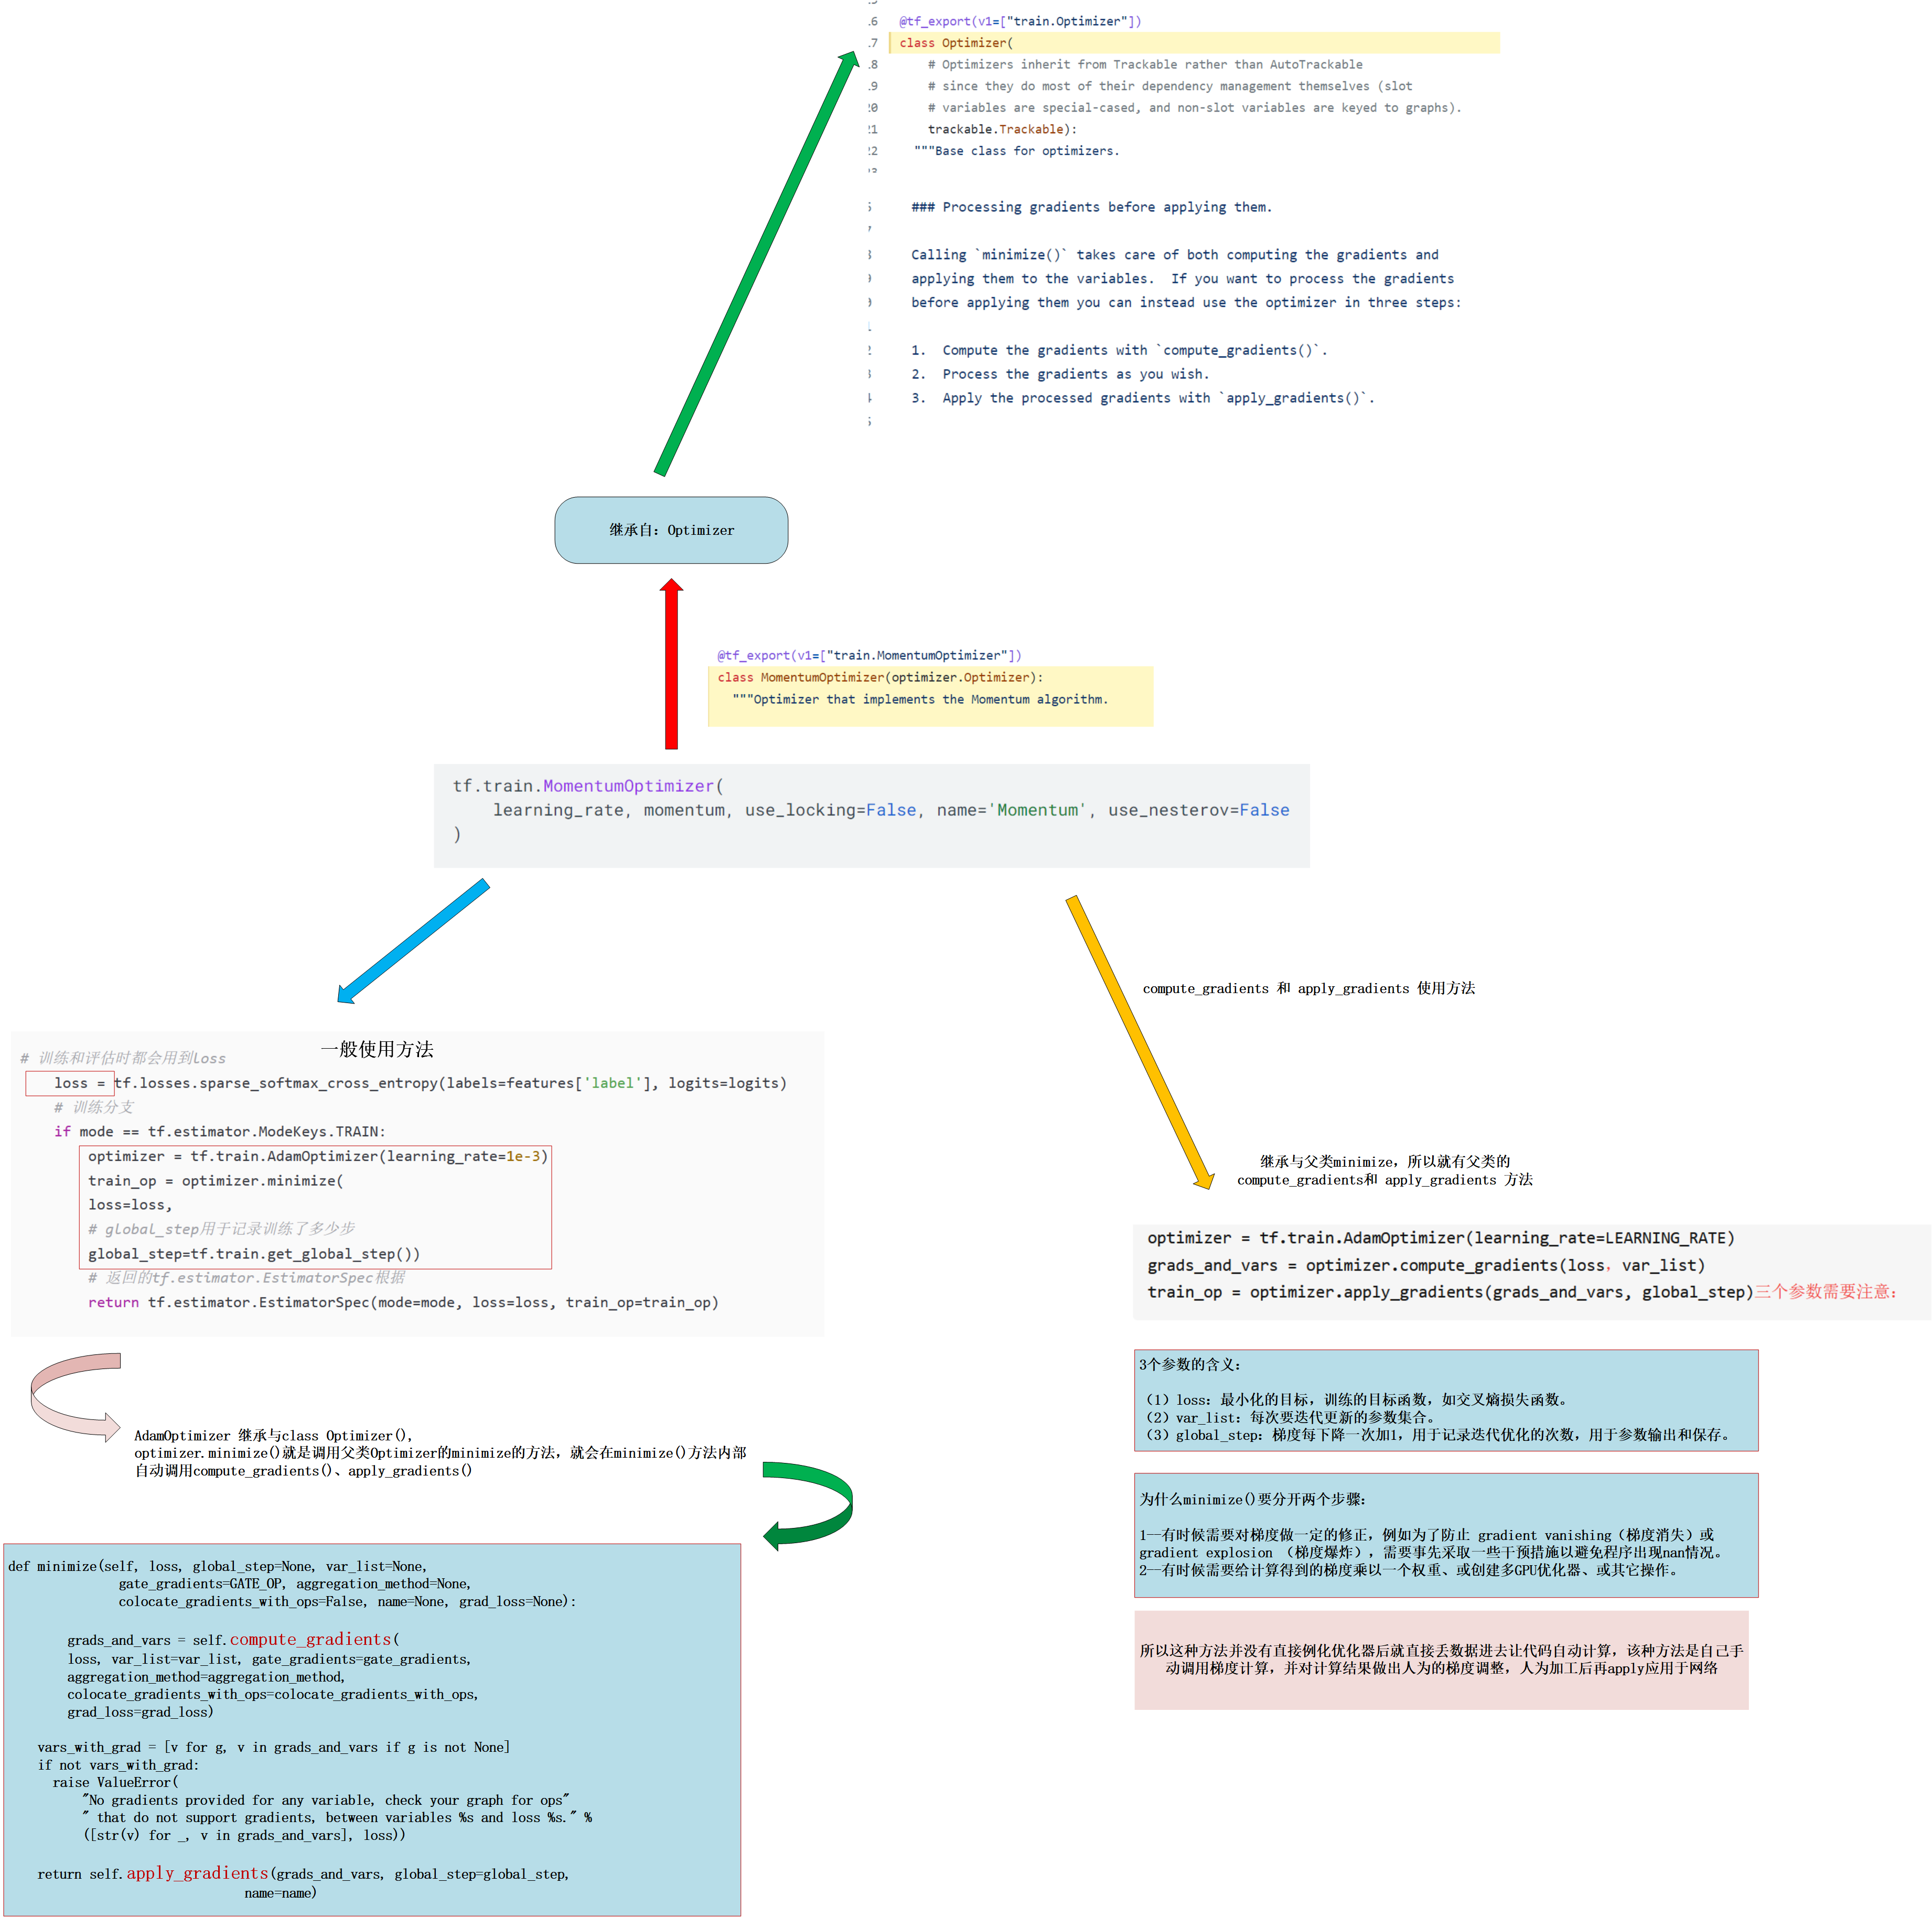 @tf_export(v1=["train.Optimizer"])
class Optimizer(
# Optimizers inherit from Trackable rather than AutoTrackable
# since they do most of their dependency management themselves (slot
# variables are special-cased, and non-slot variables are keyed to graphs).
trackable.Trackable):
"""Base class for optimizers.
### Processing gradients before applying them.
Calling `minimize()` takes care of both computing the gradients and
applying them to the variables.  If you want to process the gradients
before applying them you can instead use the optimizer in three steps:
1.  Compute the gradients with `compute_gradients()`.
2.  Process the gradients as you wish.
3.  Apply the processed gradients with `apply_gradients()`.
继承自：Optimizer
@tf_export(v1=["train.MomentumOptimizer"])
class MomentumOptimizer(optimizer.Optimizer):
"""Optimizer that implements the Momentum algorithm.
tf.train.MomentumOptimizer(
learning_rate, momentum, use_locking=False, name='Momentum', use_nesterov=False
)
一般使用方法
# 训练和评估时都会用到loss
loss = tf.losses.sparse_softmax_cross_entropy(labels=features['label'], logits=logits)
# 训练分支
if mode == tf.estimator.ModeKeys.TRAIN:
optimizer = tf.train.AdamOptimizer(learning_rate=1e-3)
train_op = optimizer.minimize(
loss=loss,
# global_step用于记录训练了多少步
global_step=tf.train.get_global_step())
# 返回的tf.estimator.EstimatorSpec根据
return tf.estimator.EstimatorSpec(mode=mode, loss=loss, train_op=train_op)
AdamOptimizer 继承与class Optimizer(),
optimizer.minimize()就是调用父类Optimizer的minimize的方法，就会在minimize()方法内部
自动调用compute_gradients()、apply_gradients()
def minimize(self, loss, global_step=None, var_list=None,
gate_gradients=GATE_OP, aggregation_method=None,
colocate_gradients_with_ops=False, name=None, grad_loss=None):
grads_and_vars = self.compute_gradients(
loss, var_list=var_list, gate_gradients=gate_gradients,
aggregation_method=aggregation_method,
colocate_gradients_with_ops=colocate_gradients_with_ops,
grad_loss=grad_loss)
vars_with_grad = [v for g, v in grads_and_vars if g is not None]
if not vars_with_grad:
raise ValueError(
"No gradients provided for any variable, check your graph for ops"
" that do not support gradients, between variables %s and loss %s." %
([str(v) for _, v in grads_and_vars], loss))
return self.apply_gradients(grads_and_vars, global_step=global_step,
name=name)
compute_gradients 和 apply_gradients 使用方法
继承与父类minimize，所以就有父类的
compute_gradients和 apply_gradients 方法
optimizer = tf.train.AdamOptimizer(learning_rate=LEARNING_RATE)
grads_and_vars = optimizer.compute_gradients(loss，var_list)
train_op = optimizer.apply_gradients(grads_and_vars, global_step)三个参数需要注意：
3个参数的含义：
（1）loss：最小化的目标，训练的目标函数，如交叉熵损失函数。
（2）var_list：每次要迭代更新的参数集合。
（3）global_step：梯度每下降一次加1，用于记录迭代优化的次数，用于参数输出和保存。
为什么minimize()要分开两个步骤：
1--有时候需要对梯度做一定的修正，例如为了防止 gradient vanishing（梯度消失）或
gradient explosion （梯度爆炸），需要事先采取一些干预措施以避免程序出现nan情况。
2--有时候需要给计算得到的梯度乘以一个权重、或创建多GPU优化器、或其它操作。
所以这种方法并没有直接例化优化器后就直接丢数据进去让代码自动计算，该种方法是自己手
动调用梯度计算，并对计算结果做出人为的梯度调整，人为加工后再apply应用于网络